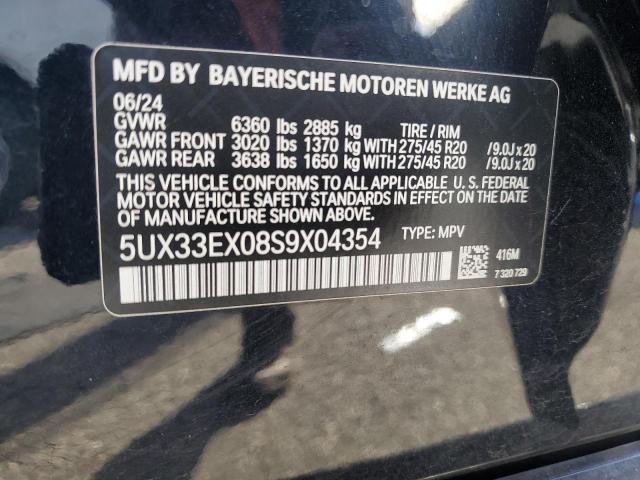 MFD BY BAYERISCHE MOTOREN WERKE AG
06/24
GVWR 6360 lbs 2885 kg TIRE / RIM
GAWR FRONT 3020 lbs 1370 kg WITH 275/45 R20 /9.0J x 20
GAWR REAR 3638 lbs 1650 kg WITH 275/45 R20 /9.0J x 20
THIS VEHICLE CONFORMS TO ALL APPLICABLE U. S. FEDERAL
MOTOR VEHICLE SAFETY STANDARDS IN EFFECT ON THE DATE
OF MANUFACTURE SHOWN ABOVE.
5UX33EX08S9X04354 TYPE: MPV
416M
7 320 729